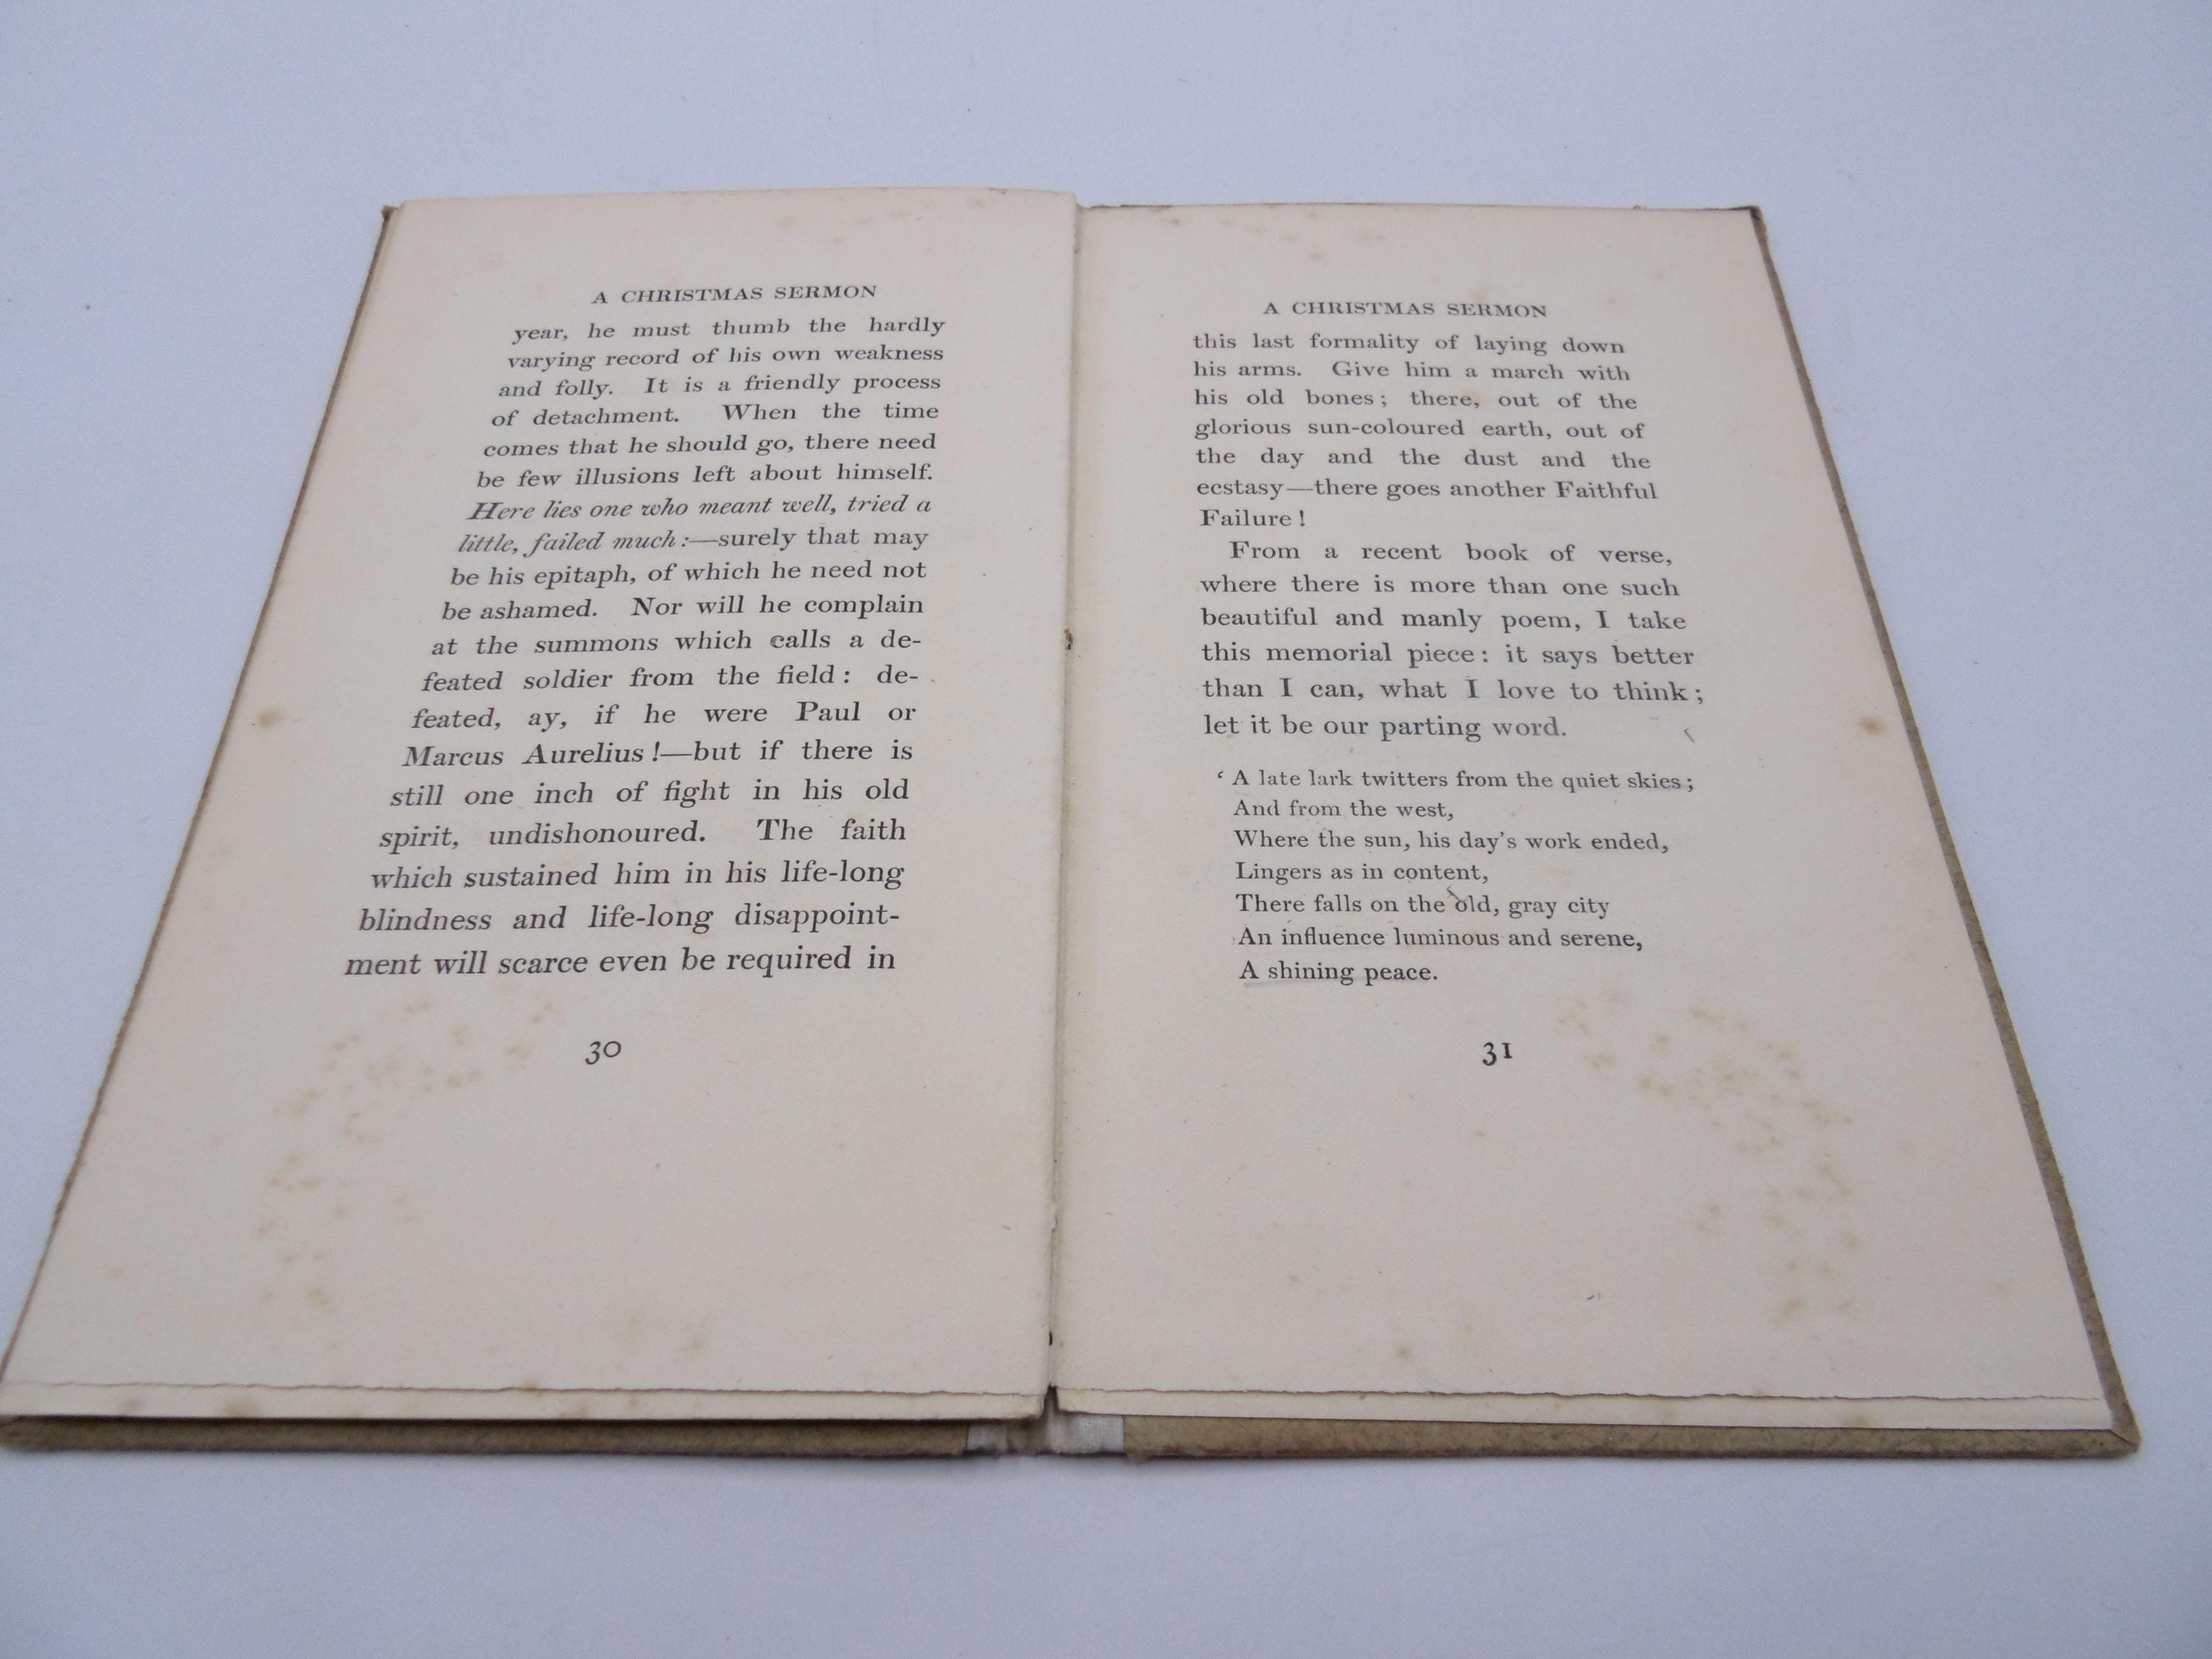 A CHRISTMAS SERMON
year, he must thumb the hardly
varying record of his own weakness
and folly. It is a friendly process
of detachment. When the time
comes that he should go, there need
be few illusions left about himself.
Here lies one who meant well, tried a
little, failed much:—surely that may
be his epitaph, of which he need not
be ashamed. Nor will he complain
at the summons which calls a de-
feated soldier from the field: de-
feated, ay, if he were Paul or
Marcus Aurelius!—but if there is
still one inch of fight in his old
spirit, undishonoured. The faith
which sustained him in his life-long
blindness and life-long disappoint-
ment will scarce even be required in
30
A CHRISTMAS SERMON
this last formality of laying down
his arms. Give him a march with
his old bones; there, out of the
glorious sun-coloured earth, out of
the day and the dust and the
ecstasy—there goes another Faithful
Failure!
From a recent book of verse,
where there is more than one such
beautiful and manly poem, I take
this memorial piece: it says better
than I can, what I love to think;
let it be our parting word.
‘A late lark twitters from the quiet skies;
And from the west,
Where the sun, his day's work ended,
Lingers as in content,
There falls on the old, gray city
An influence luminous and serene,
A shining peace.
31